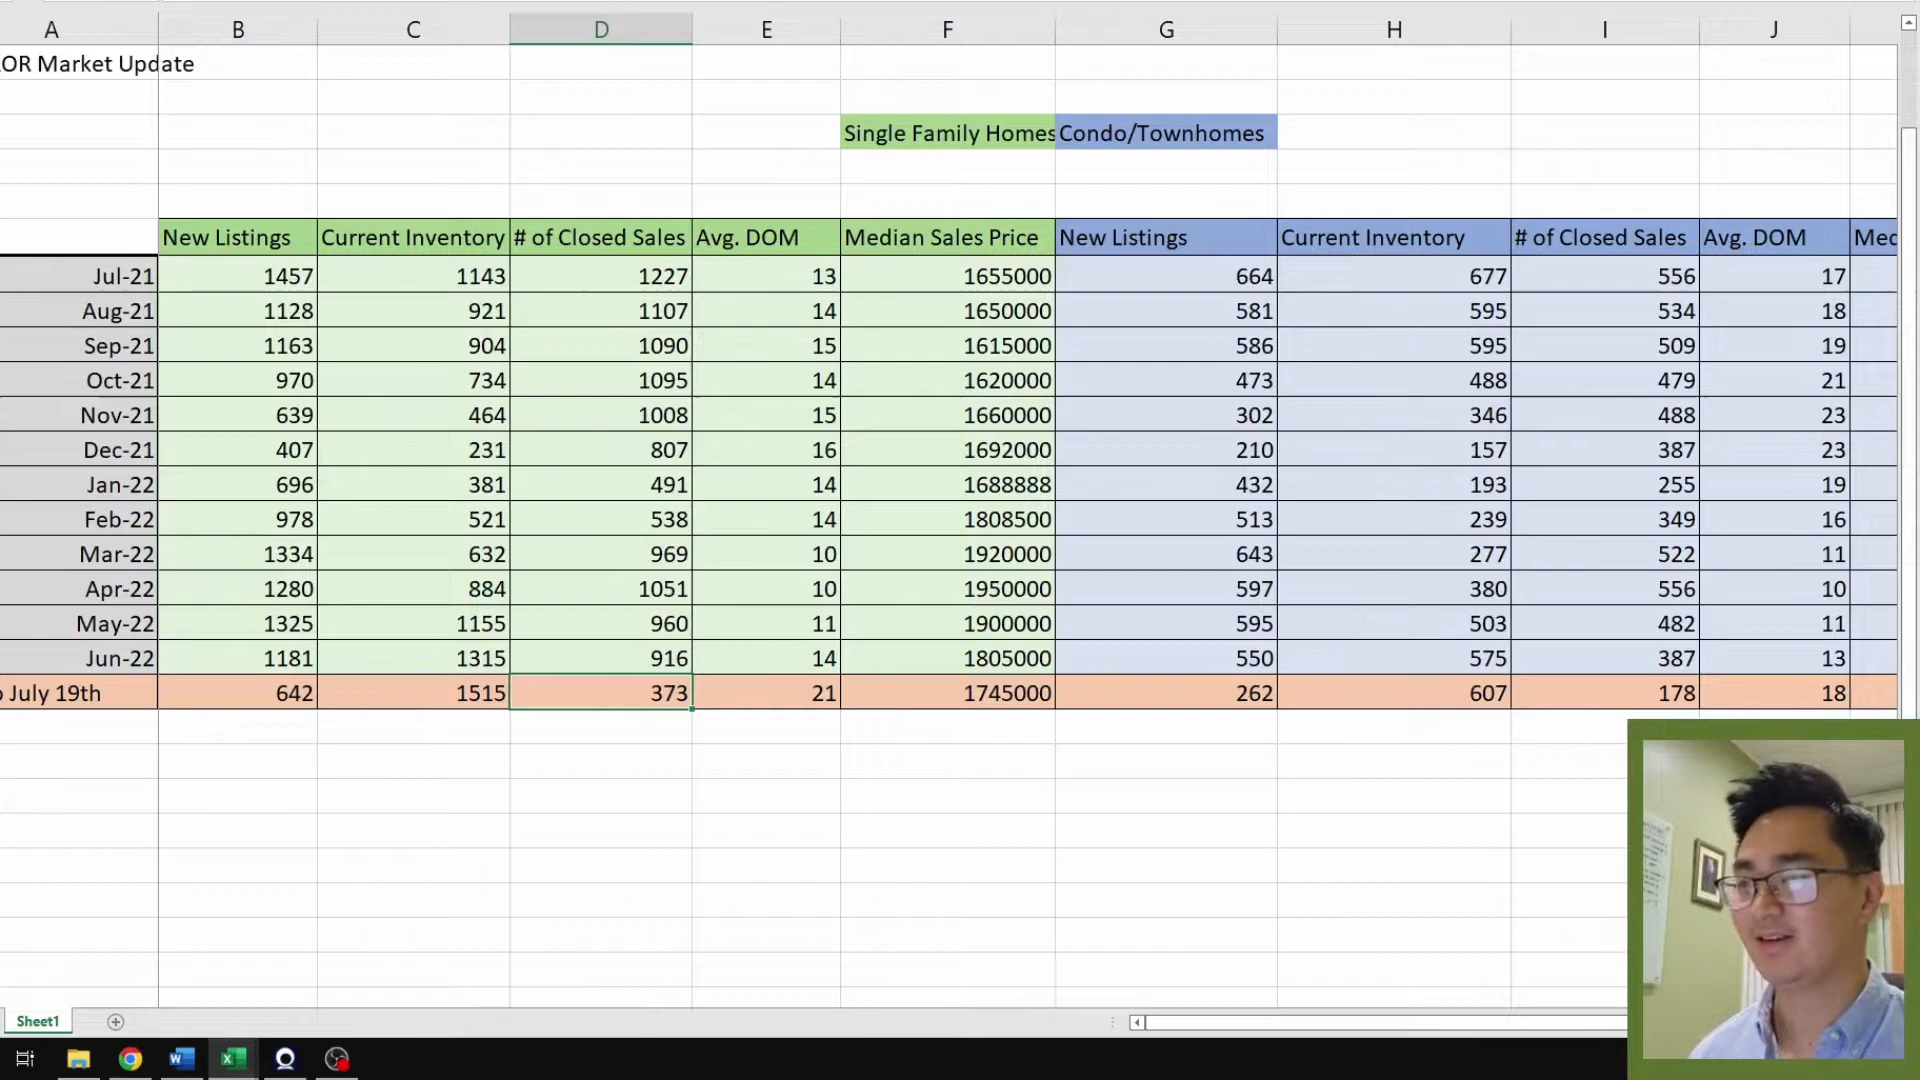 A B C D E F G H I J
OR Market Update
Single Family Homes Condo/Townhomes
New Listings Current Inventory # of Closed Sales Avg. DOM Median Sales Price New Listings Current Inventory # of Closed Sales Avg. DOM Med
Jul-21 1457 1143 1227 13 1655000 664 677 556 17
Aug-21 1128 921 1107 14 1650000 581 595 534 18
Sep-21 1163 904 1090 15 1615000 586 595 509 19
Oct-21 970 734 1095 14 1620000 473 488 479 21
Nov-21 639 464 1008 15 1660000 302 346 488 23
Dec-21 407 231 807 16 1692000 210 157 387 23
Jan-22 696 381 491 14 1688888 432 193 255 19
Feb-22 978 521 538 14 1808500 513 239 349 16
Mar-22 1334 632 969 10 1920000 643 277 522 11
Apr-22 1280 884 1051 10 1950000 597 380 556 10
May-22 1325 1155 960 11 1900000 595 503 482 11
Jun-22 1181 1315 916 14 1805000 550 575 387 13
o July 19th 642 1515 373 21 1745000 262 607 178 18
Sheet1